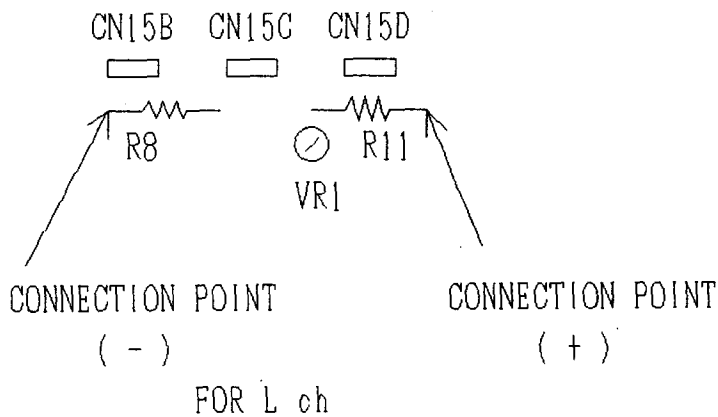 CN15B CN15C CN15D
R8 R11
VR1
CONNECTION POINT CONNECTION POINT
( - ) ( + )
FOR L ch